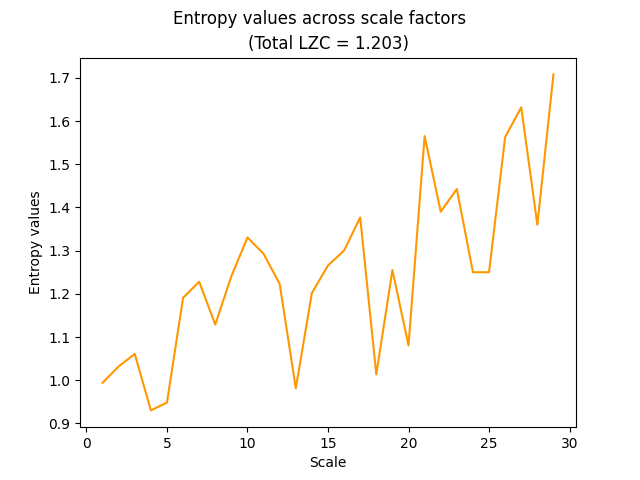 Entropy values across scale factors
(Total LZC = 1.203)
1.7
1.6
1.5
1.4
1.3
1.2
1.1
1.0
0.9
Entropy values
0 5 10 15 20 25 30
Scale